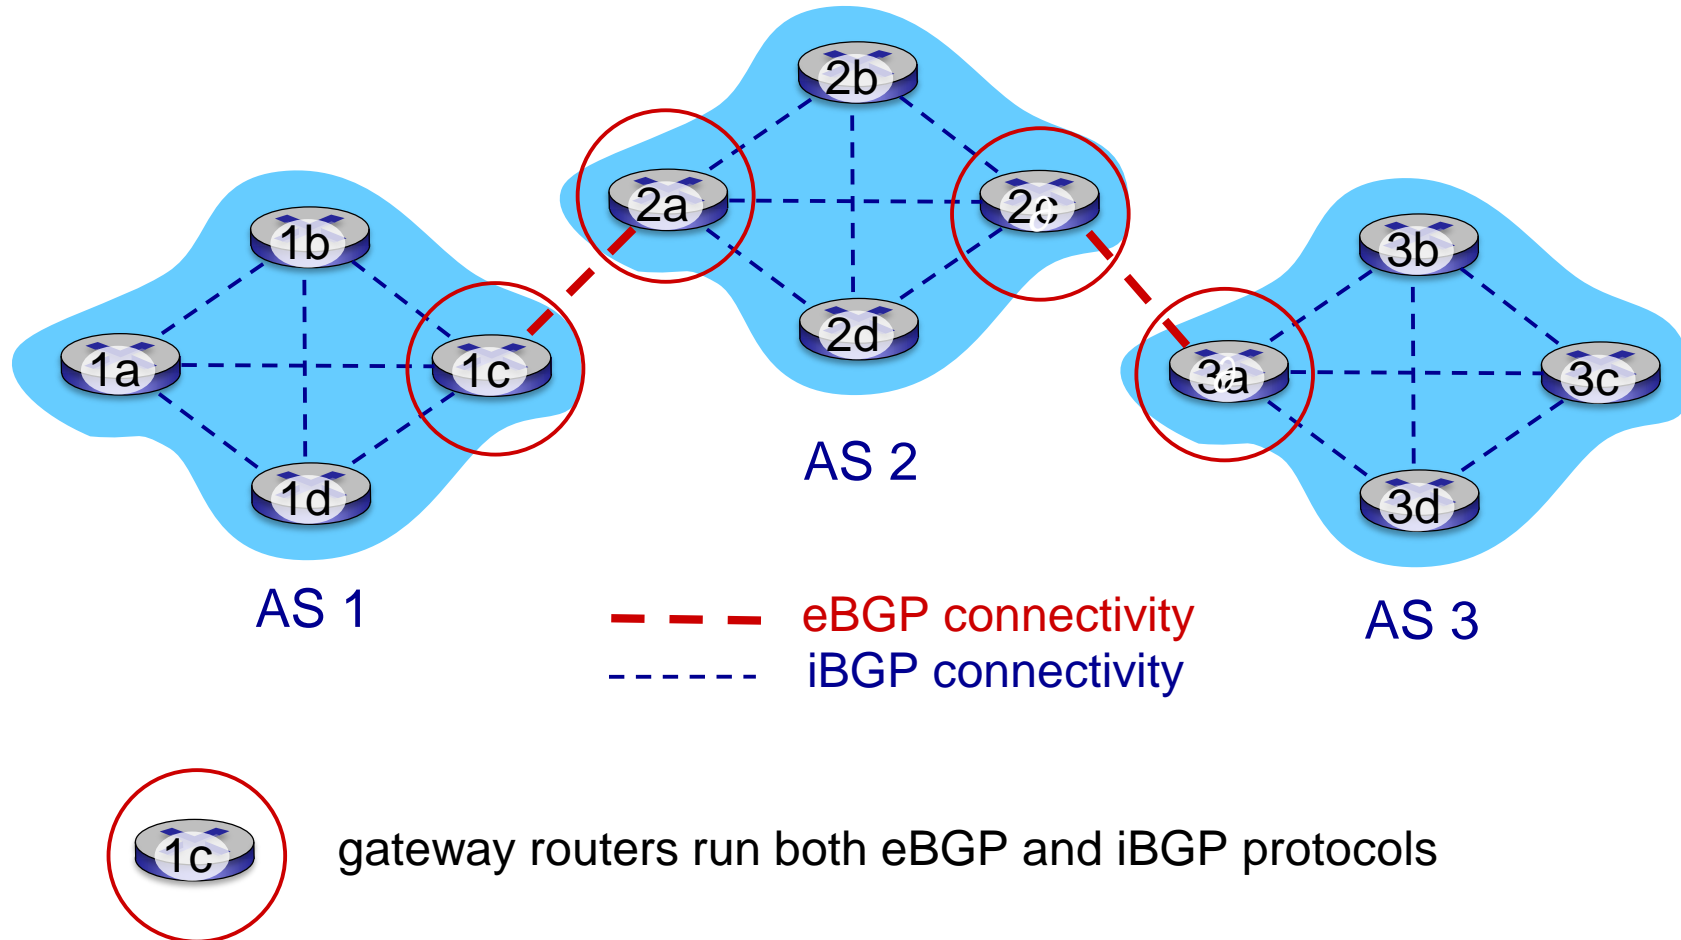 2b
2a
2c
1b
3b
2d
1a
1c
3a
3c
AS 2
1d
3d
AS 1
eBGP connectivity
AS 3
iBGP connectivity
1c
gateway routers run both eBGP and iBGP protocols